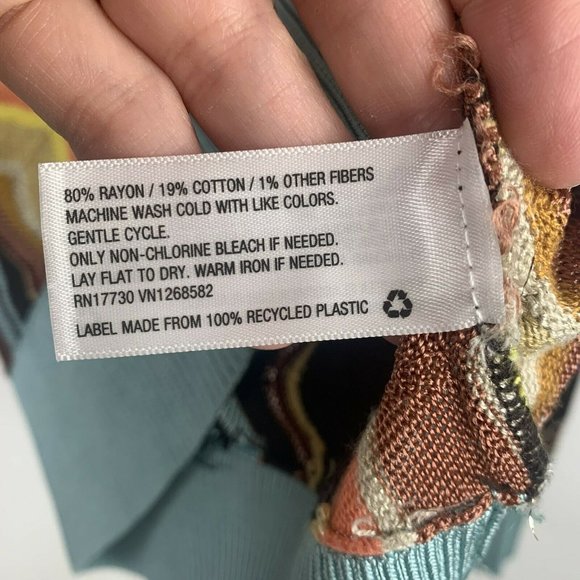 80% RAYON / 19% COTTON / 1% OTHER FIBERS
MACHINE WASH COLD WITH LIKE COLORS.
GENTLE CYCLE.
ONLY NON-CHLORINE BLEACH IF NEEDED.
LAY FLAT TO DRY. WARM IRON IF NEEDED.
RN17730 VN1268582
LABEL MADE FROM 100% RECYCLED PLASTIC